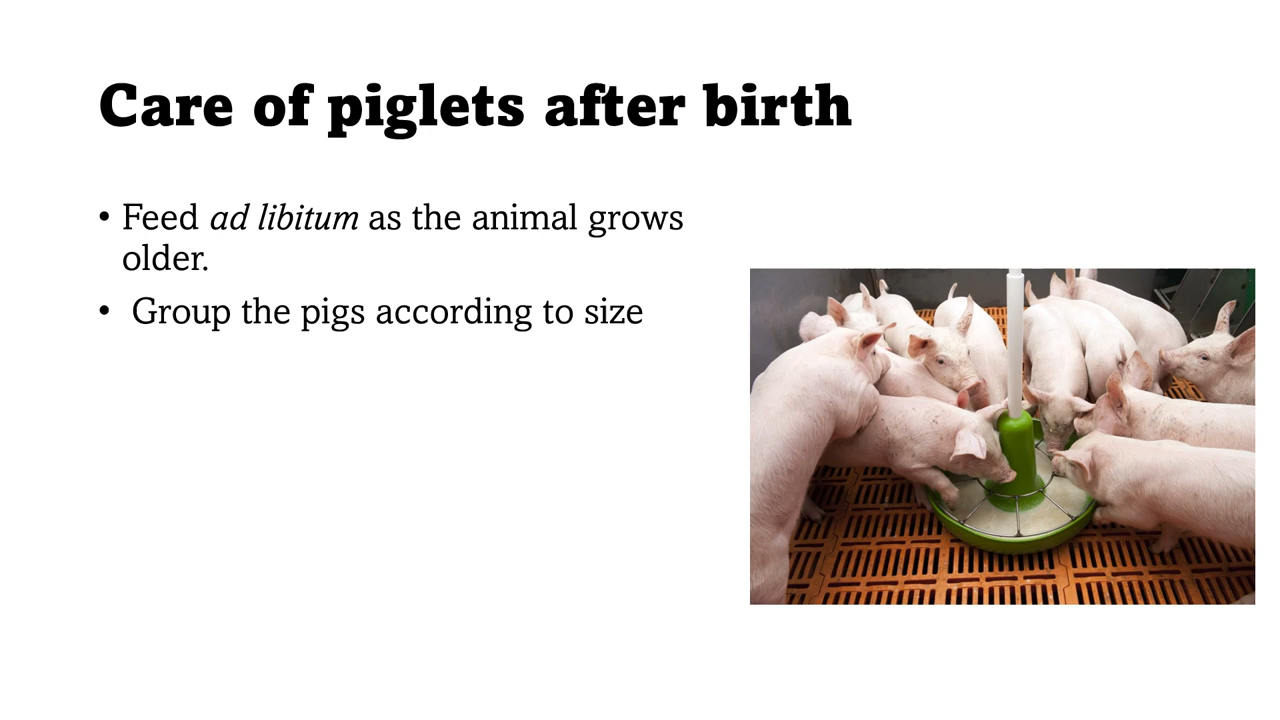 Care of piglets after birth
• Feed ad libitum as the animal grows
older.
• Group the pigs according to size